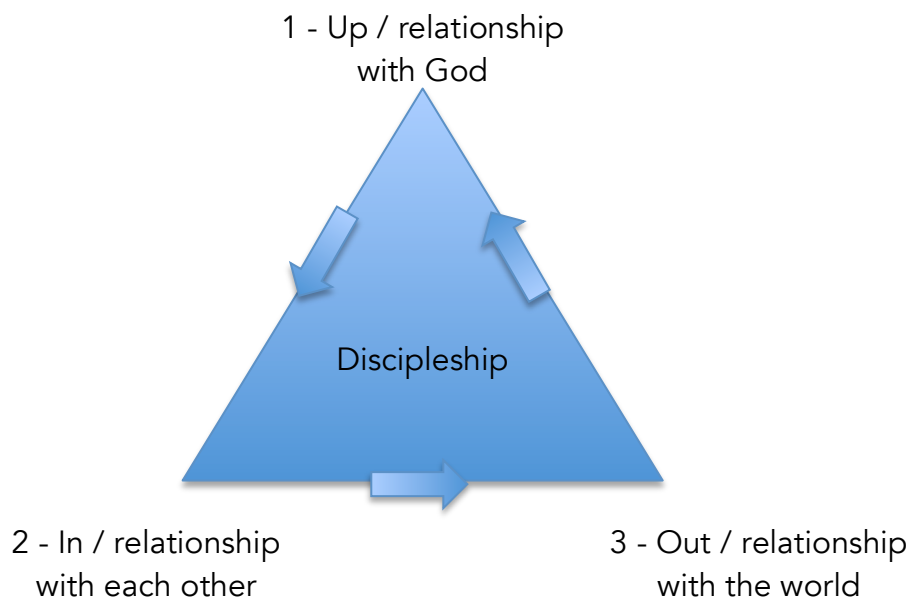 1 - Up / relationship
with God
Discipleship
2 - In / relationship
with each other
3 - Out / relationship
with the world